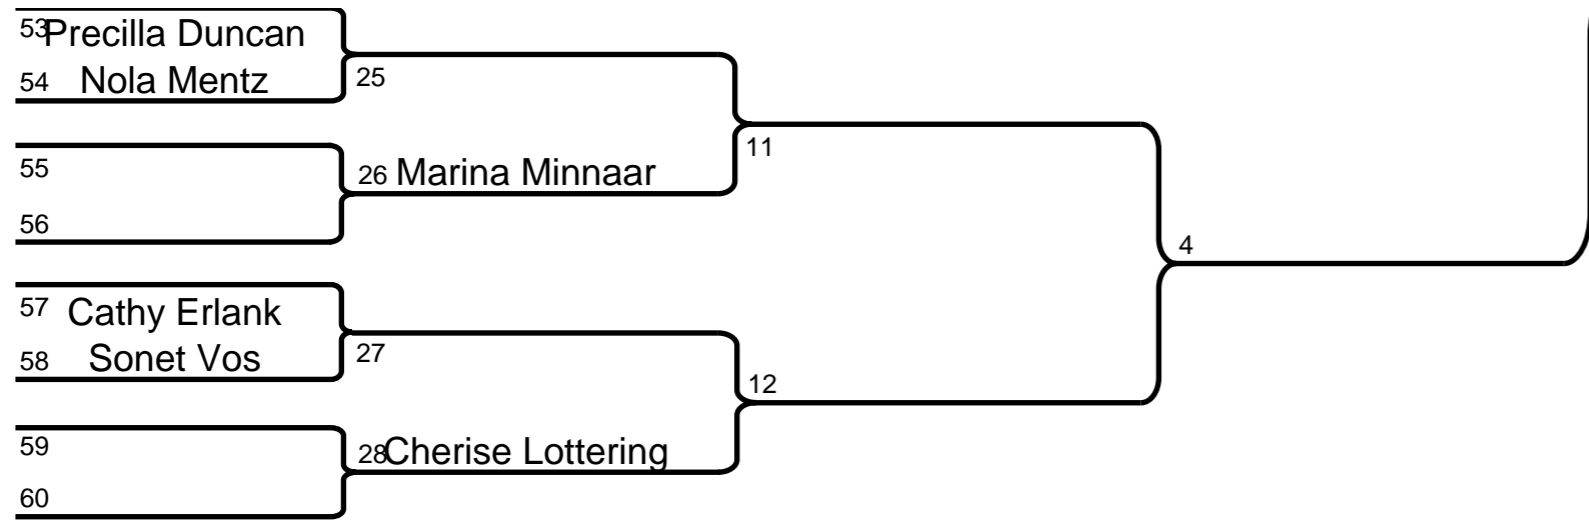 53 Precilla Duncan
54 Nola Mentz
25
11
55
26 Marina Minnaar
56
4
57 Cathy Erlank
58 Sonet Vos
27
12
59
28 Cherise Lottering
60